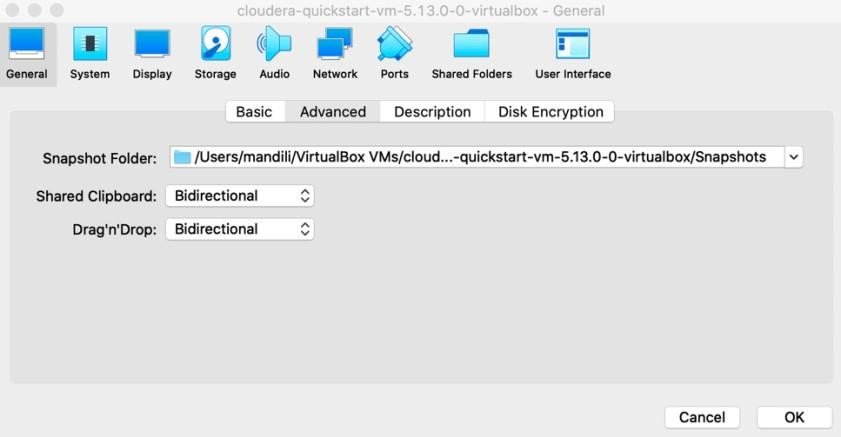 cloudera-quickstart-vm-5.13.0-0-virtualbox - General
General System Display Storage Audio Network Ports Shared Folders User Interface
Basic Advanced Description Disk Encryption
Snapshot Folder: /Users/mandili/VirtualBox VMs/cloud...-quickstart-vm-5.13.0-0-virtualbox/Snapshots
Shared Clipboard: Bidirectional
Drag'n'Drop: Bidirectional
Cancel OK